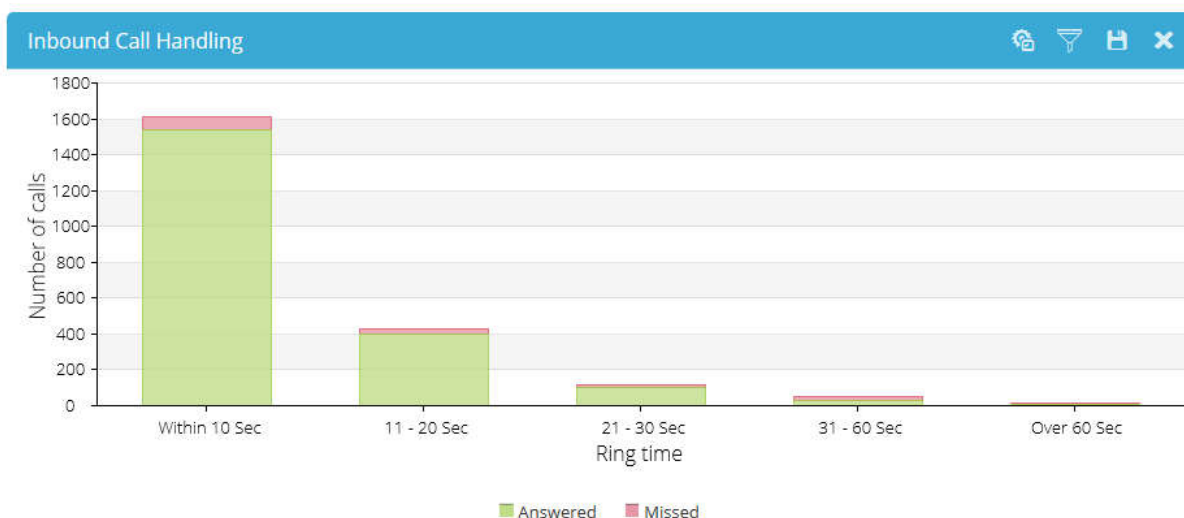 Inbound Call Handling
1800
1600
1400
1200
1000
800
600
400
200
0
Number of calls
Within 10 Sec 11 - 20 Sec 21 - 30 Sec 31 - 60 Sec Over 60 Sec
Ring time
Answered Missed